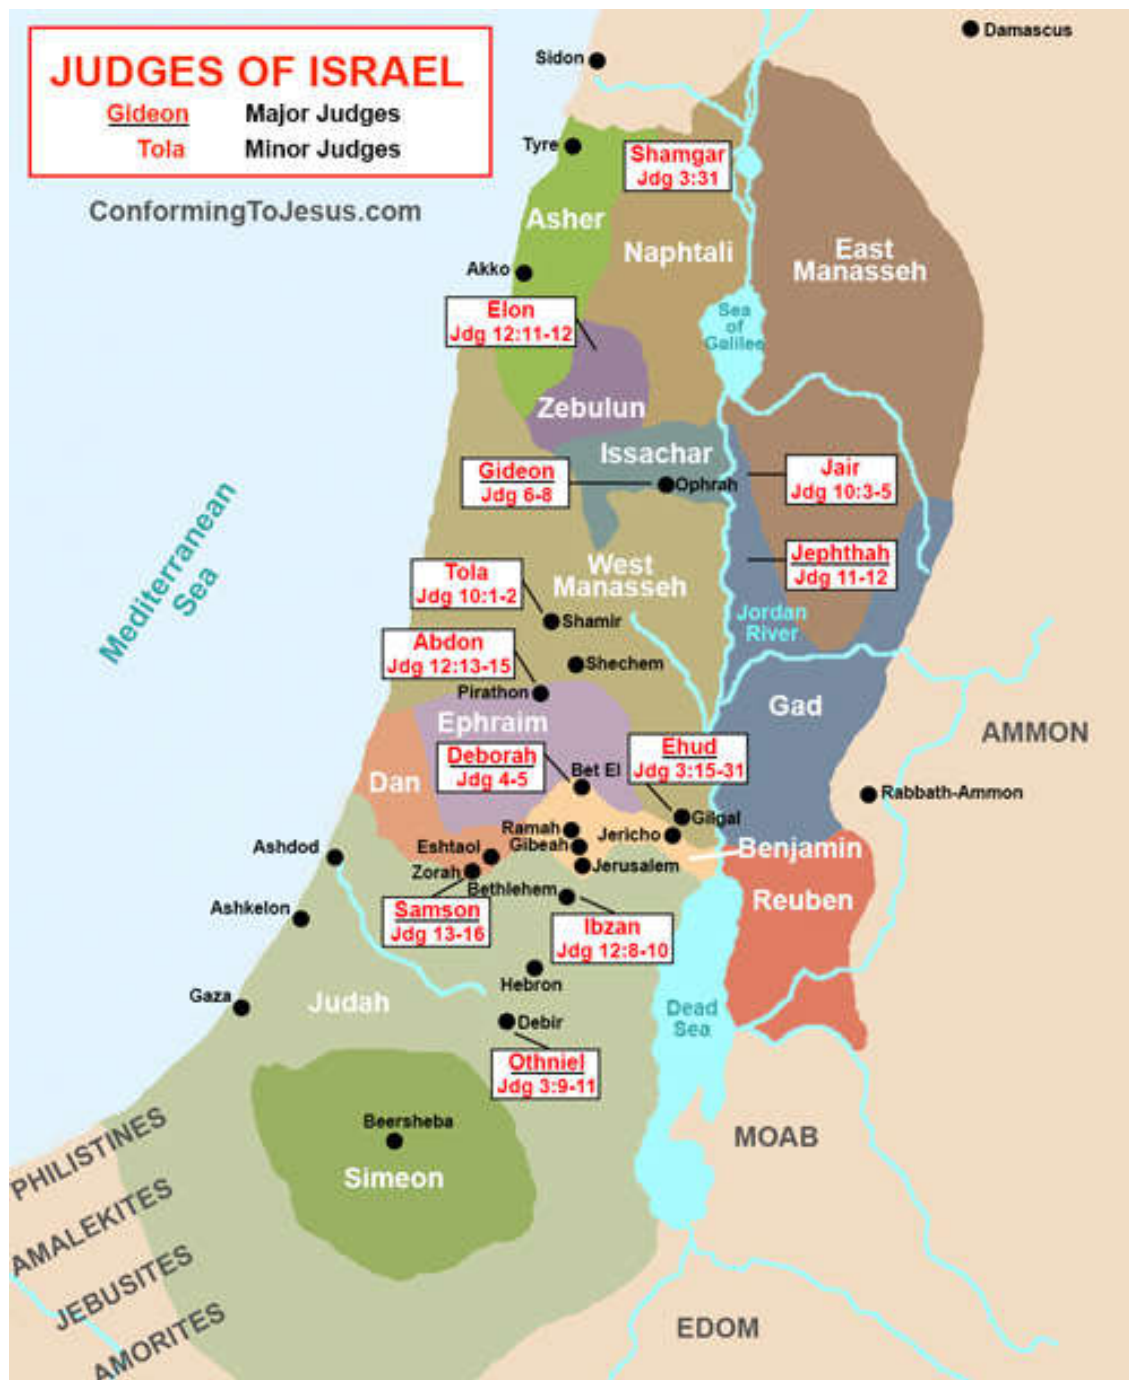 JUDGES OF ISRAEL
Gideon Major Judges
Tola Minor Judges
ConformingToJesus.com
Damascus
Sidon
Tyre
Shamgar
Jdg 3:31
Asher
Naphtali
East
Manasseh
Akko
Elon
Jdg 12:11-12
Sea
of
Galilee
Zebulun
Issachar
Gideon
Jdg 6-8
Ophrah
Jair
Jdg 10:3-5
Mediterranean
Sea
West
Manasseh
Jephthah
Jdg 11-12
Tola
Jdg 10:1-2
Shamir
Jordan
River
Abdon
Jdg 12:13-15
Shechem
Pirathon
Ephraim
Gad
AMMON
Deborah
Jdg 4-5
Bet El
Ehud
Jdg 3:15-31
Dan
Rabbath-Ammon
Gilgal
Ramah
Jericho
Gibeah
Benjamin
Ashdod
Eshtaol
Zorah
Jerusalem
Bethlehem
Reuben
Ashkelon
Samson
Jdg 13-16
Ibzan
Jdg 12:8-10
Hebron
Gaza
Judah
Debir
Dead
Sea
Othniel
Jdg 3:9-11
Beersheba
Simeon
MOAB
PHILISTINES
AMALEKITES
JEBUSITES
AMORITES
EDOM